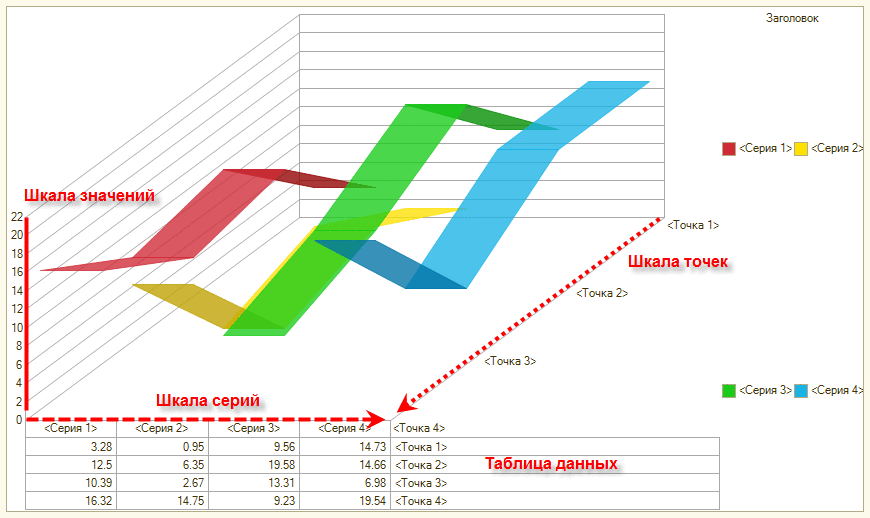 Заголовок
<Серия 1> <Серия 2>
Шкала значений
22
20
18
16
14
12
10
8
6
4
2
0
<Точка 1>
Шкала точек
<Точка 2>
<Точка 3>
<Серия 3> <Серия 4>
Шкала серий
<Серия 1> <Серия 2> <Серия 3> <Серия 4> <Точка 4>
3.28 0.95 9.56 14.73 <Точка 1>
12.5 6.35 19.58 14.66 <Точка 2>
Таблица данных
10.39 2.67 13.31 6.98 <Точка 3>
16.32 14.75 9.23 19.54 <Точка 4>